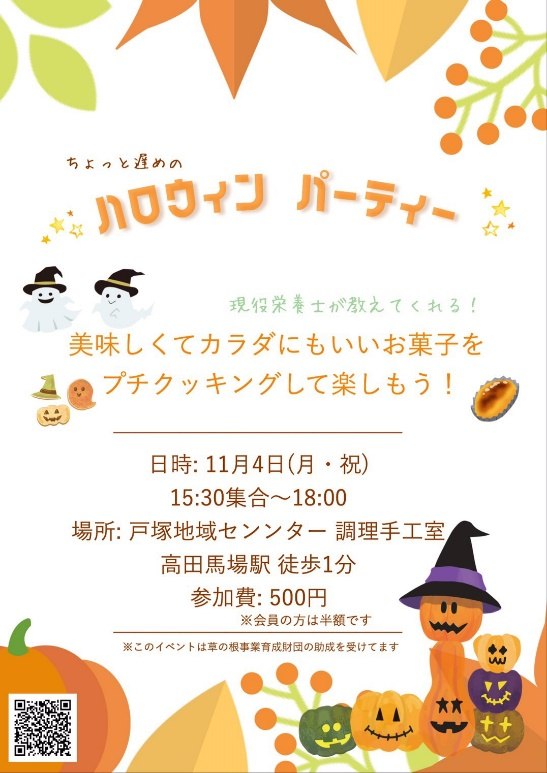 ちょっと遅めの
ハロウィン パーティー
現役栄養士が教えてくれる！
美味しくてカラダにもいいお菓子を
プチクッキングして楽しもう！
日時: 11月4日(月・祝)
15:30集合～18:00
場所: 戸塚地域センンター 調理手工室
高田馬場駅 徒歩1分
参加費: 500円
※会員の方は半額です
※このイベントは草の根事業育成財団の助成を受けてます